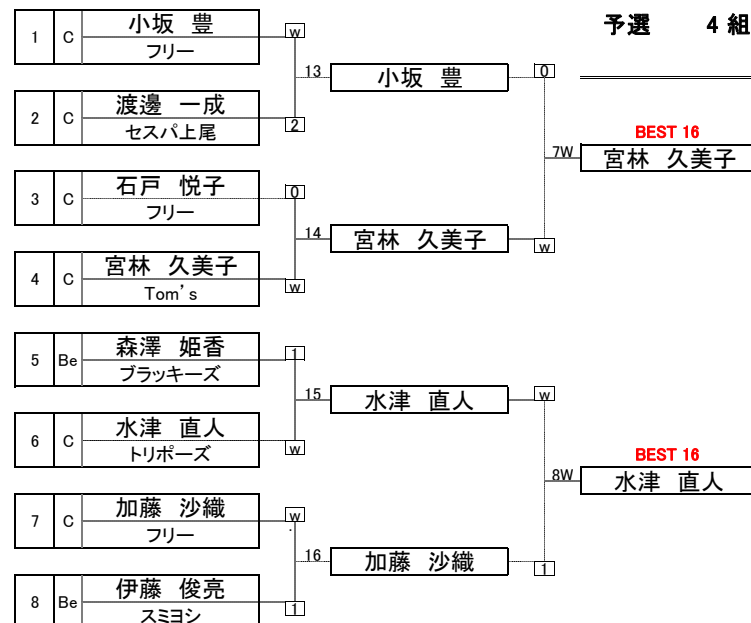 予選 4 組
1 C 小坂 豊 W
フリー
13 小坂 豊 0
2 C 渡邊 一成
セスパ上尾 2
BEST 16
7W 宮林 久美子
3 C 石戸 悦子 0
フリー
14 宮林 久美子 W
4 C 宮林 久美子
Tom's W
5 Be 森澤 姫香 1
ブラッキーズ
15 水津 直人 W
6 C 水津 直人
トリポーズ W
BEST 16
8W 水津 直人
7 C 加藤 沙織 W
フリー
16 加藤 沙織 1
8 Be 伊藤 俊亮
スミヨシ 1